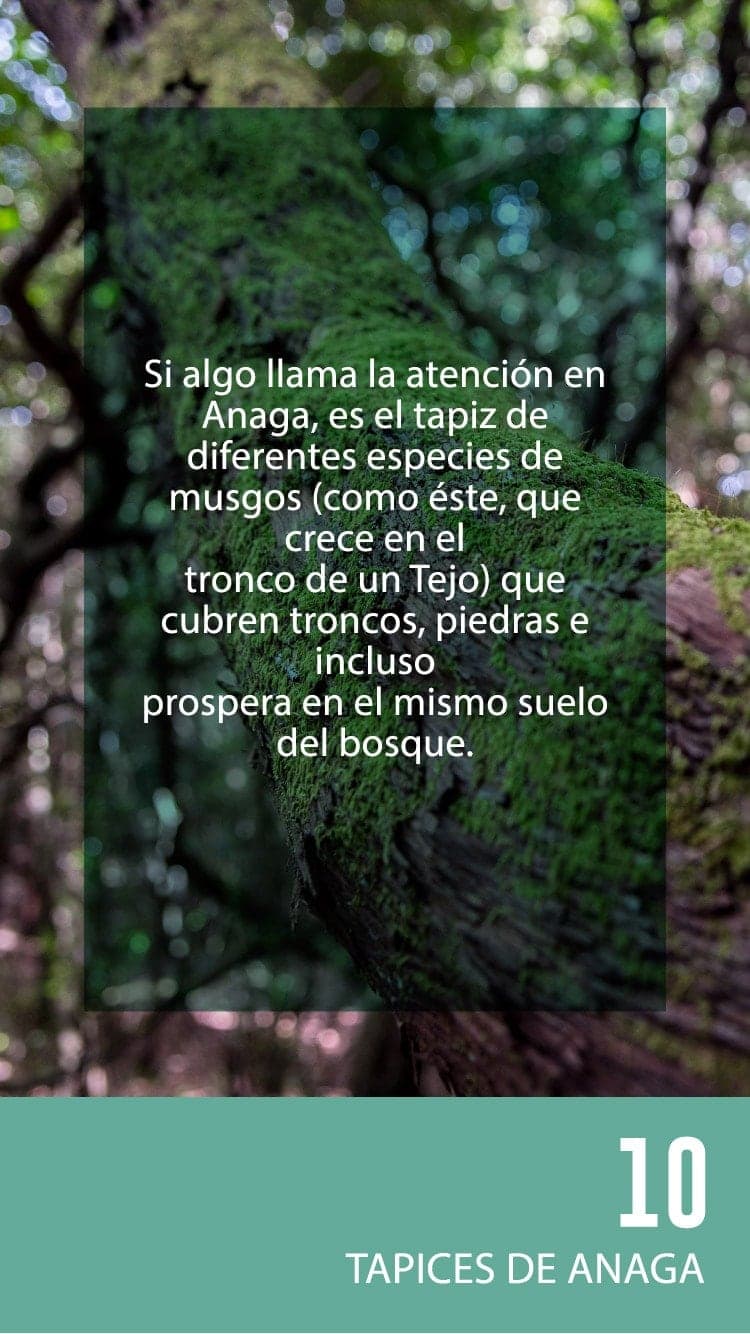 Si algo llama la atención en
Anaga, es el tapiz de
diferentes especies de
musgos (como éste, que
crece en el
tronco de un Tejo) que
cubren troncos, piedras e
incluso
prospera en el mismo suelo
del bosque.
10
TAPICES DE ANAGA